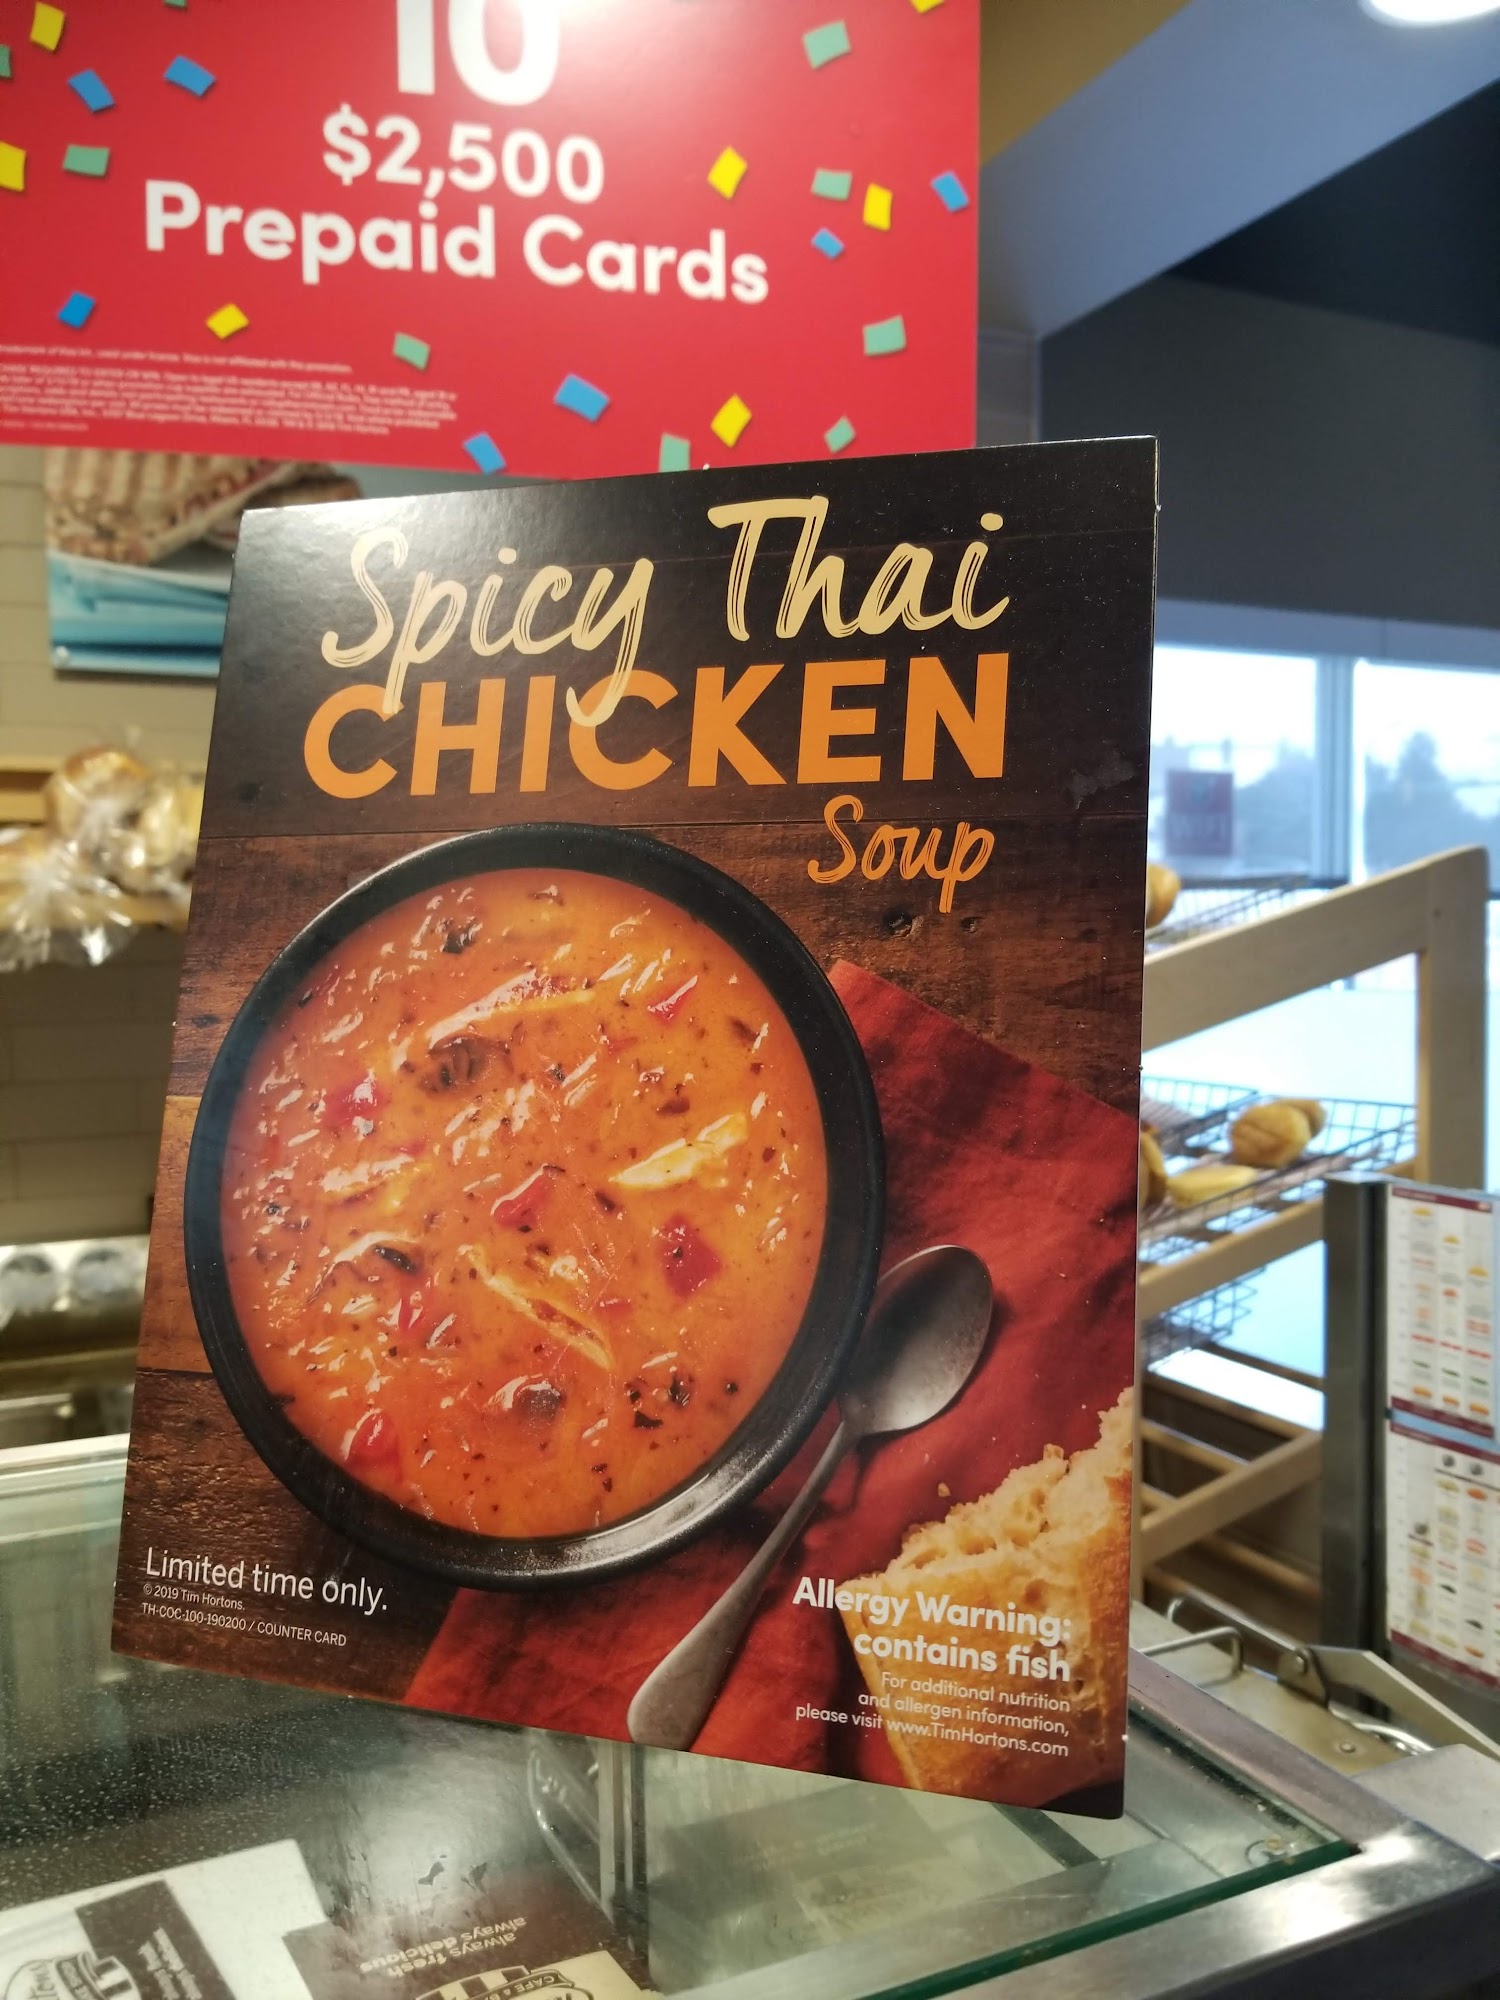 10
$2,500
Prepaid Cards
Spicy Thai
CHICKEN
Soup
Limited time only.
© 2019 Tim Hortons.
TH-COC-100-190200 / COUNTER CARD
Allergy Warning:
contains fish
For additional nutrition
and allergen information,
please visit www.TimHortons.com
always fresh
always delicious